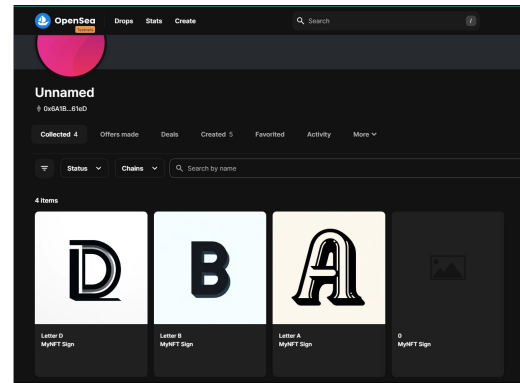 OpenSea
Testnets
Drops Stats Create
Search
/
Unnamed
0x6A1B...61eD
Collected 4 Offers made Deals Created 5 Favorited Activity More
Status Chains Search by name
4 items
D B A
Letter D Letter B Letter A 0
MyNFT Sign MyNFT Sign MyNFT Sign MyNFT Sign